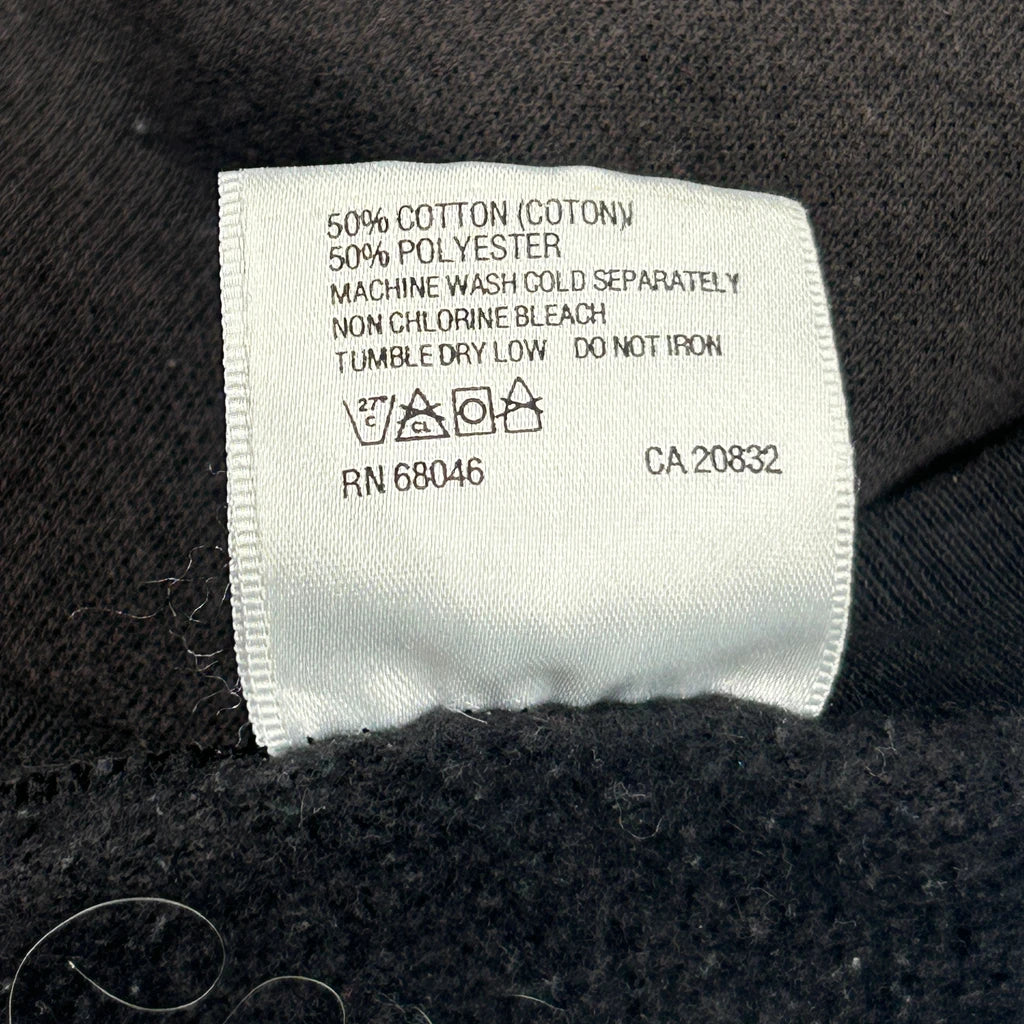 50% COTTON (COTON)/
50% POLYESTER
MACHINE WASH COLD SEPARATELY
NON CHLORINE BLEACH
TUMBLE DRY LOW DO NOT IRON
27° C CL
RN 68046 CA 20832